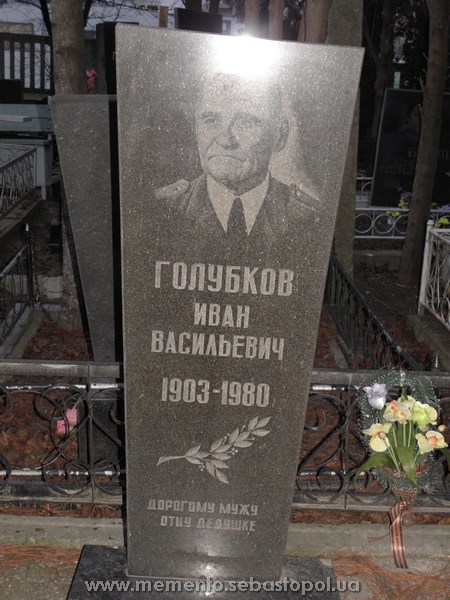 ГОЛУБКОВ
ИВАН
ВАСИЛЬЕВИЧ
1903-1980
ДОРОГОМУ МУЖУ
ОТЦУ ДЕДУШКЕ
www.memento.sebastopol.ua